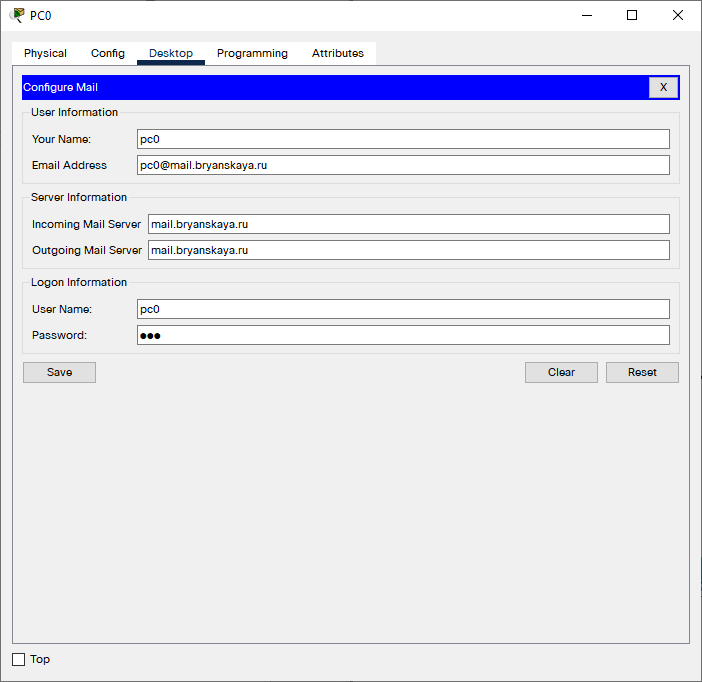 PC0
Physical Config Desktop Programming Attributes
Configure Mail X
User Information
Your Name: pc0
Email Address pc0@mail.bryanskaya.ru
Server Information
Incoming Mail Server mail.bryanskaya.ru
Outgoing Mail Server mail.bryanskaya.ru
Logon Information
User Name: pc0
Password: ●●●
Save Clear Reset
Top